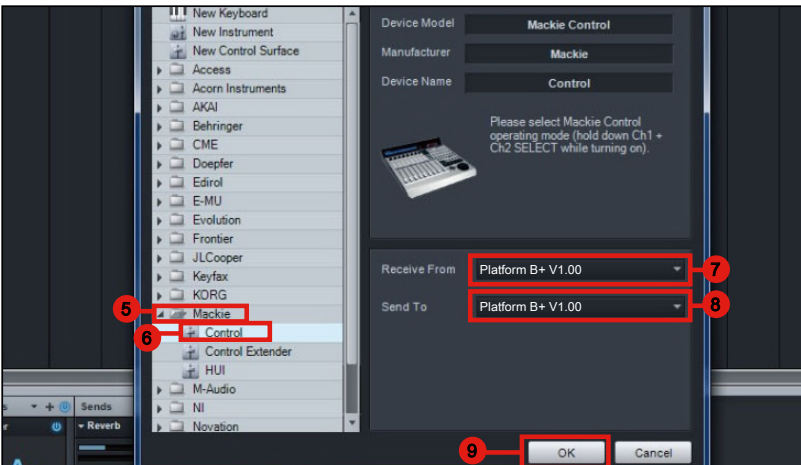 New Keyboard
New Instrument
New Control Surface
Access
Acorn Instruments
AKAI
Behringer
CME
Doepfer
Edirol
E-MU
Evolution
Frontier
JLCooper
Keyfax
KORG
5
Mackie
6
Control
Control Extender
HUI
M-Audio
NI
Novation
Device Model
Mackie Control
Manufacturer
Mackie
Device Name
Control
Please select Mackie Control
operating mode (hold down Ch1 +
Ch2 SELECT while turning on).
Receive From
Platform B+ V1.00
7
Send To
Platform B+ V1.00
8
Sends
Reverb
9
OK
Cancel